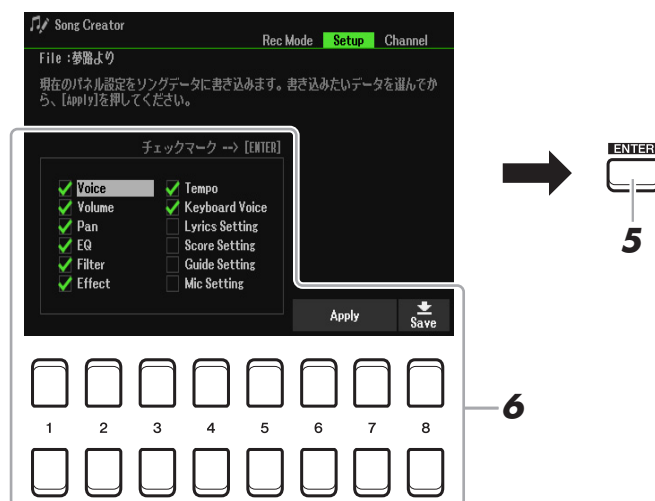 Song Creator
Rec Mode Setup Channel
File :夢路より
現在のパネル設定をソングデータに書き込みます。書き込みたいデータを選んでか
ら、[Apply]を押してください。
チェックマーク --> [ENTER]
Voice Tempo
Volume Keyboard Voice
Pan Lyrics Setting
EQ Score Setting
Filter Guide Setting
Effect Mic Setting
Apply Save
ENTER
5
6
1 2 3 4 5 6 7 8